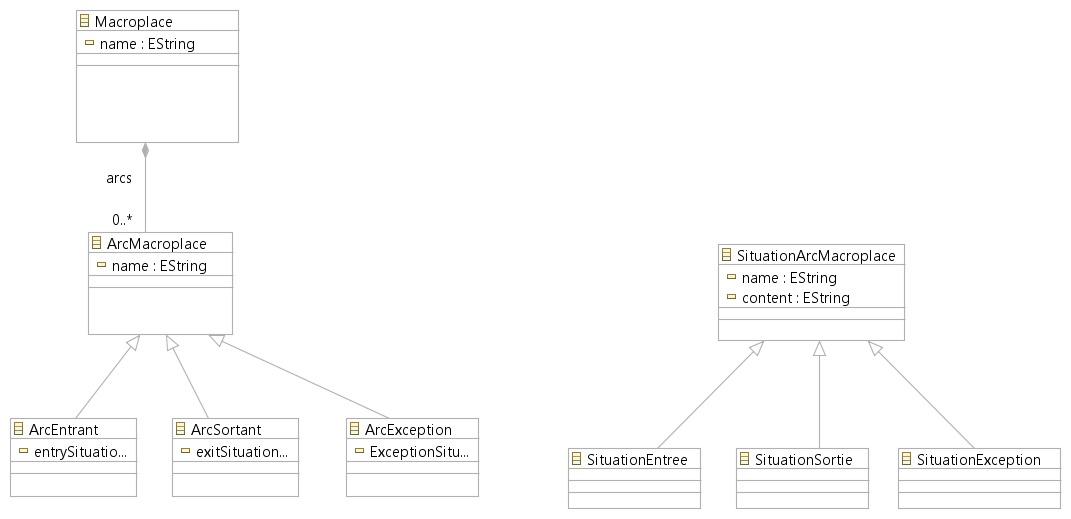 Macroplace
name : EString
arcs
0..*
ArcMacroplace
name : EString
SituationArcMacroplace
name : EString
content : EString
ArcEntrant
entrySituatio...
ArcSortant
exitSituation...
ArcException
ExceptionSitu...
SituationEntree
SituationSortie
SituationException